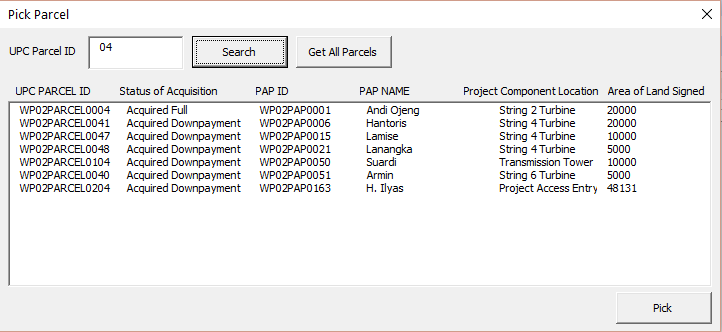 Pick Parcel
UPC Parcel ID 04 Search Get All Parcels
UPC PARCEL ID Status of Acquisition PAP ID PAP NAME Project Component Location Area of Land Signed
WP02PARCEL0004 Acquired Full WP02PAP0001 Andi Ojeng String 2 Turbine 20000
WP02PARCEL0041 Acquired Downpayment WP02PAP0006 Hantoris String 4 Turbine 20000
WP02PARCEL0047 Acquired Downpayment WP02PAP0015 Lamise String 4 Turbine 10000
WP02PARCEL0048 Acquired Downpayment WP02PAP0021 Lanangka String 4 Turbine 5000
WP02PARCEL0104 Acquired Downpayment WP02PAP0050 Suardi Transmission Tower 10000
WP02PARCEL0040 Acquired Downpayment WP02PAP0051 Armin String 6 Turbine 5000
WP02PARCEL0204 Acquired Downpayment WP02PAP0163 H. Ilyas Project Access Entry 48131
Pick